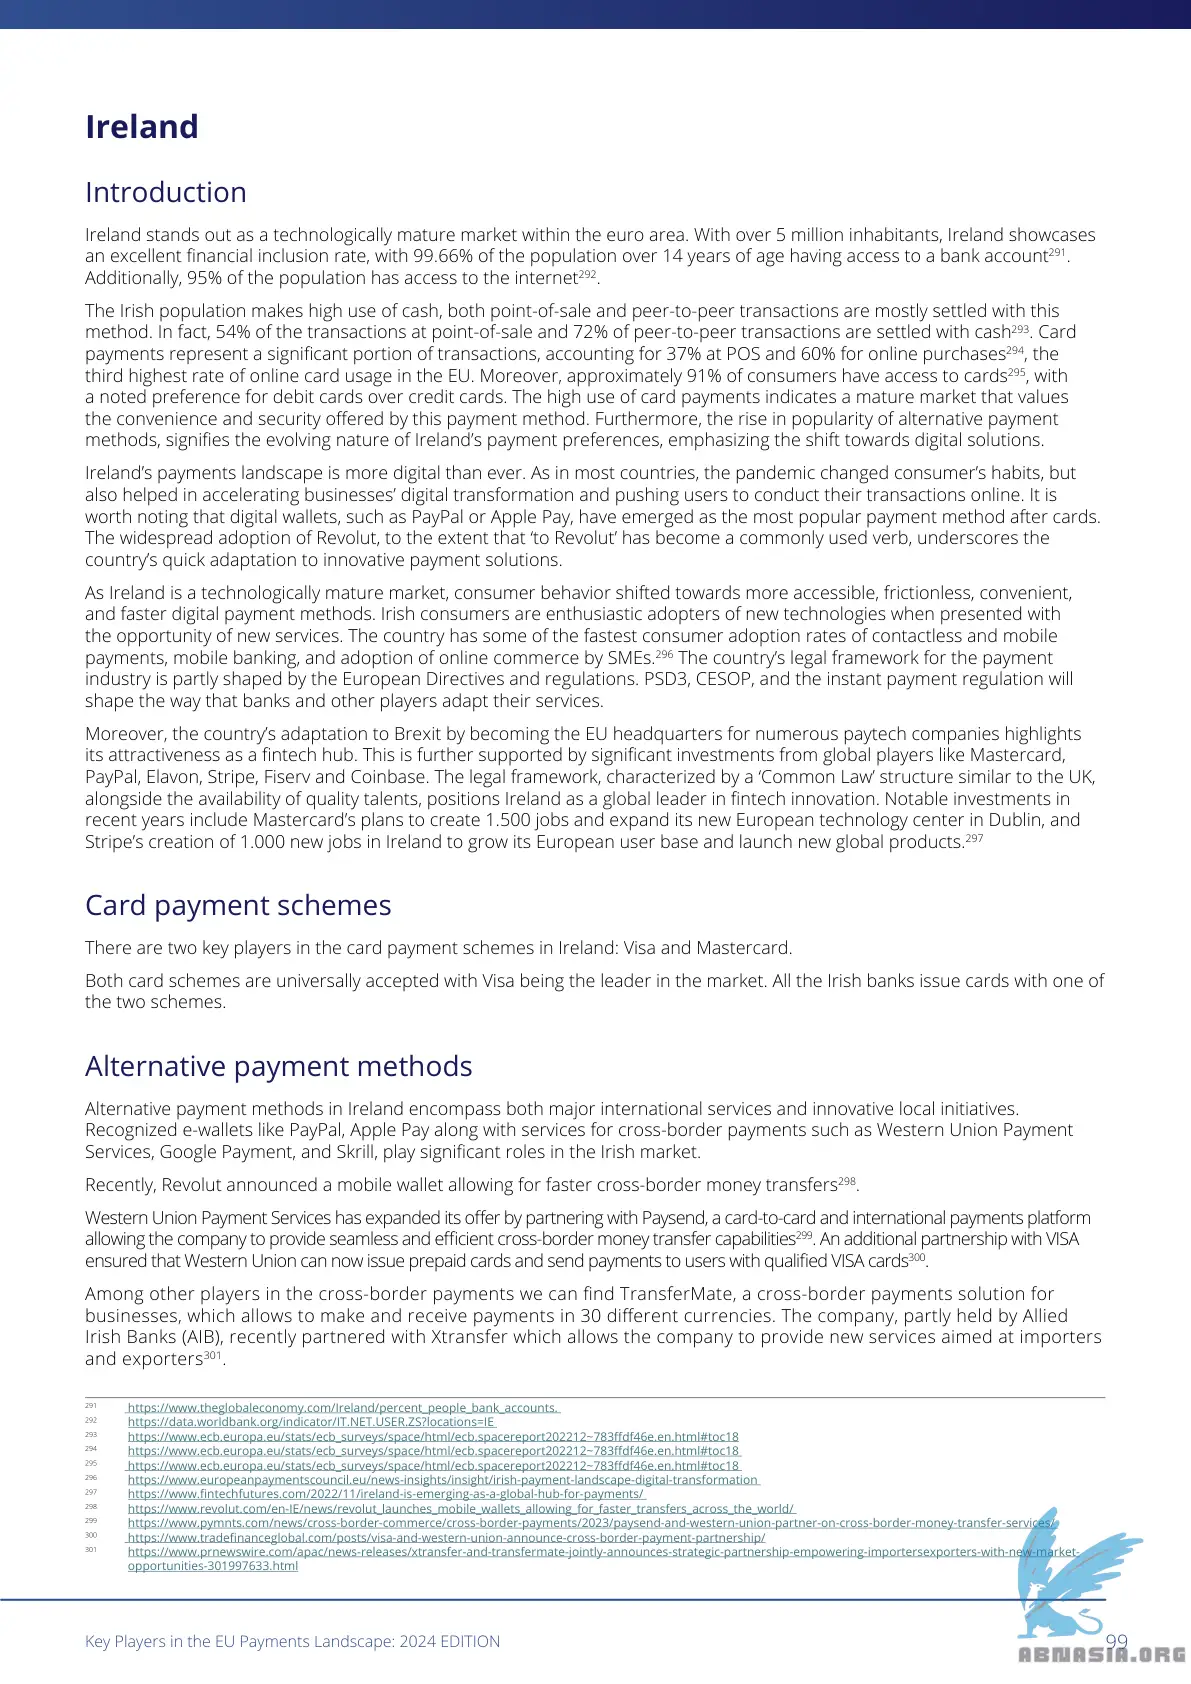 Ireland
Introduction
Ireland stands out as a technologically mature market within the euro area. With over 5 million inhabitants, Ireland showcases
an excellent financial inclusion rate, with 99.66% of the population over 14 years of age having access to a bank account291.
Additionally, 95% of the population has access to the internet292.
The Irish population makes high use of cash, both point-of-sale and peer-to-peer transactions are mostly settled with this
method. In fact, 54% of the transactions at point-of-sale and 72% of peer-to-peer transactions are settled with cash293. Card
payments represent a significant portion of transactions, accounting for 37% at POS and 60% for online purchases294, the
third highest rate of online card usage in the EU. Moreover, approximately 91% of consumers have access to cards295, with
a noted preference for debit cards over credit cards. The high use of card payments indicates a mature market that values
the convenience and security offered by this payment method. Furthermore, the rise in popularity of alternative payment
methods, signifies the evolving nature of Ireland’s payment preferences, emphasizing the shift towards digital solutions.
Ireland’s payments landscape is more digital than ever. As in most countries, the pandemic changed consumer’s habits, but
also helped in accelerating businesses’ digital transformation and pushing users to conduct their transactions online. It is
worth noting that digital wallets, such as PayPal or Apple Pay, have emerged as the most popular payment method after cards.
The widespread adoption of Revolut, to the extent that ‘to Revolut’ has become a commonly used verb, underscores the
country’s quick adaptation to innovative payment solutions.
As Ireland is a technologically mature market, consumer behavior shifted towards more accessible, frictionless, convenient,
and faster digital payment methods. Irish consumers are enthusiastic adopters of new technologies when presented with
the opportunity of new services. The country has some of the fastest consumer adoption rates of contactless and mobile
payments, mobile banking, and adoption of online commerce by SMEs.296 The country’s legal framework for the payment
industry is partly shaped by the European Directives and regulations. PSD3, CESOP, and the instant payment regulation will
shape the way that banks and other players adapt their services.
Moreover, the country’s adaptation to Brexit by becoming the EU headquarters for numerous paytech companies highlights
its attractiveness as a fintech hub. This is further supported by significant investments from global players like Mastercard,
PayPal, Elavon, Stripe, Fiserv and Coinbase. The legal framework, characterized by a ‘Common Law’ structure similar to the UK,
alongside the availability of quality talents, positions Ireland as a global leader in fintech innovation. Notable investments in
recent years include Mastercard’s plans to create 1.500 jobs and expand its new European technology center in Dublin, and
Stripe’s creation of 1.000 new jobs in Ireland to grow its European user base and launch new global products.297
Card payment schemes
There are two key players in the card payment schemes in Ireland: Visa and Mastercard.
Both card schemes are universally accepted with Visa being the leader in the market. All the Irish banks issue cards with one of
the two schemes.
Alternative payment methods
Alternative payment methods in Ireland encompass both major international services and innovative local initiatives.
Recognized e-wallets like PayPal, Apple Pay along with services for cross-border payments such as Western Union Payment
Services, Google Payment, and Skrill, play significant roles in the Irish market.
Recently, Revolut announced a mobile wallet allowing for faster cross-border money transfers298.
Western Union Payment Services has expanded its offer by partnering with Paysend, a card-to-card and international payments platform
allowing the company to provide seamless and efficient cross-border money transfer capabilities299. An additional partnership with VISA
ensured that Western Union can now issue prepaid cards and send payments to users with qualified VISA cards300.
Among other players in the cross-border payments we can find TransferMate, a cross-border payments solution for
businesses, which allows to make and receive payments in 30 different currencies. The company, partly held by Allied
Irish Banks (AIB), recently partnered with Xtransfer which allows the company to provide new services aimed at importers
and exporters301.
291 https://www.theglobaleconomy.com/Ireland/percent_people_bank_accounts.
292 https://data.worldbank.org/indicator/IT.NET.USER.ZS?locations=IE
293 https://www.ecb.europa.eu/stats/ecb_surveys/space/html/ecb.spacereport202212~783ffdf46e.en.html#toc18
294 https://www.ecb.europa.eu/stats/ecb_surveys/space/html/ecb.spacereport202212~783ffdf46e.en.html#toc18
295 https://www.ecb.europa.eu/stats/ecb_surveys/space/html/ecb.spacereport202212~783ffdf46e.en.html#toc18
296 https://www.europeanpaymentscouncil.eu/news-insights/insight/irish-payment-landscape-digital-transformation
297 https://www.fintechfutures.com/2022/11/ireland-is-emerging-as-a-global-hub-for-payments/
298 https://www.revolut.com/en-IE/news/revolut_launches_mobile_wallets_allowing_for_faster_transfers_across_the_world/
299 https://www.pymnts.com/news/cross-border-commerce/cross-border-payments/2023/paysend-and-western-union-partner-on-cross-border-money-transfer-services/
300 https://www.tradefinanceglobal.com/posts/visa-and-western-union-announce-cross-border-payment-partnership/
301 https://www.prnewswire.com/apac/news-releases/xtransfer-and-transfermate-jointly-announces-strategic-partnership-empowering-importersexporters-with-new-market-
opportunities-301997633.html
Key Players in the EU Payments Landscape: 2024 EDITION
99
ABNASIA.ORG